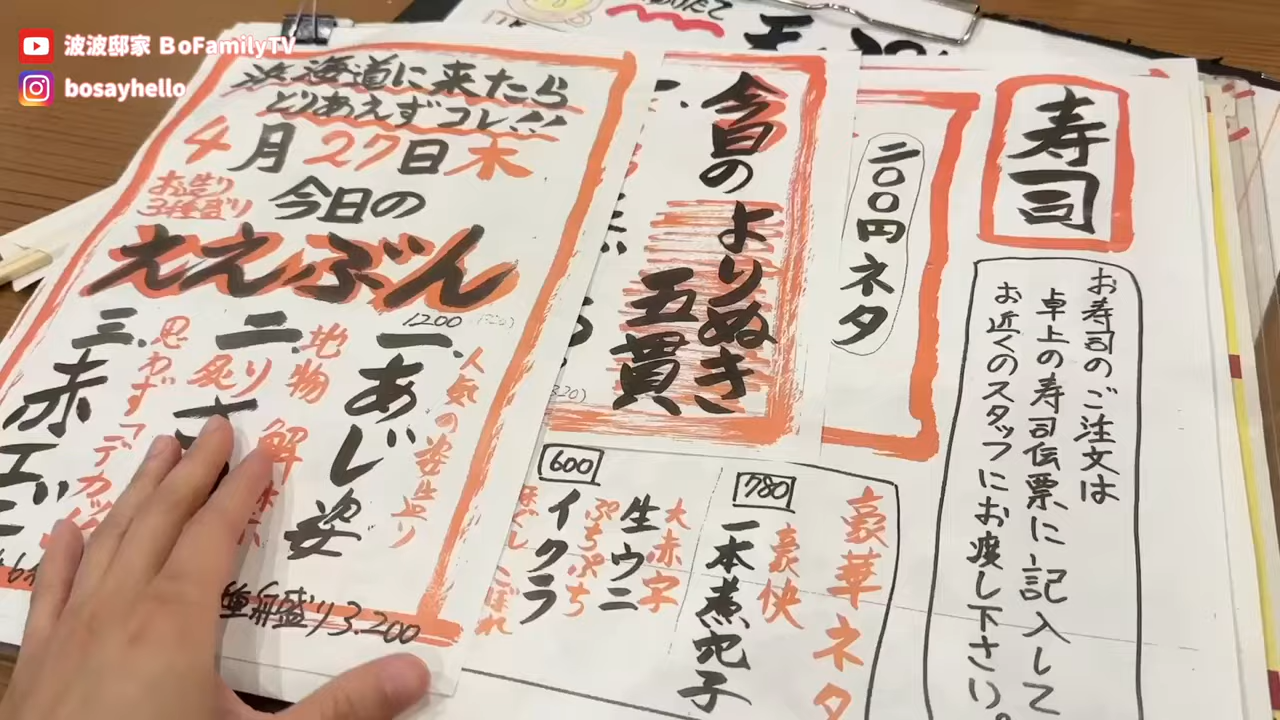 波波邸家 BoFamilyTV
bosayhello
北海道に来たら
とりあえずコレ!!
4月27日木
お造り
3種盛り
今日の
ええぶん
1200
一、あじ姿
人気の姿造り
二、
地物
炙り
三、赤エビ
思わずコデカッ
種舟盛り3.200
今日のよりぬき
五貫
二〇〇円ネタ
寿司
お寿司のご注文は
卓上の寿司伝票に記入して
お近くのスタッフにお渡し下さい。
豪華ネタ
780
豪快
一本煮穴子
大赤字
生ウニ
ぷちぷち
600
イクラ
こぼれ